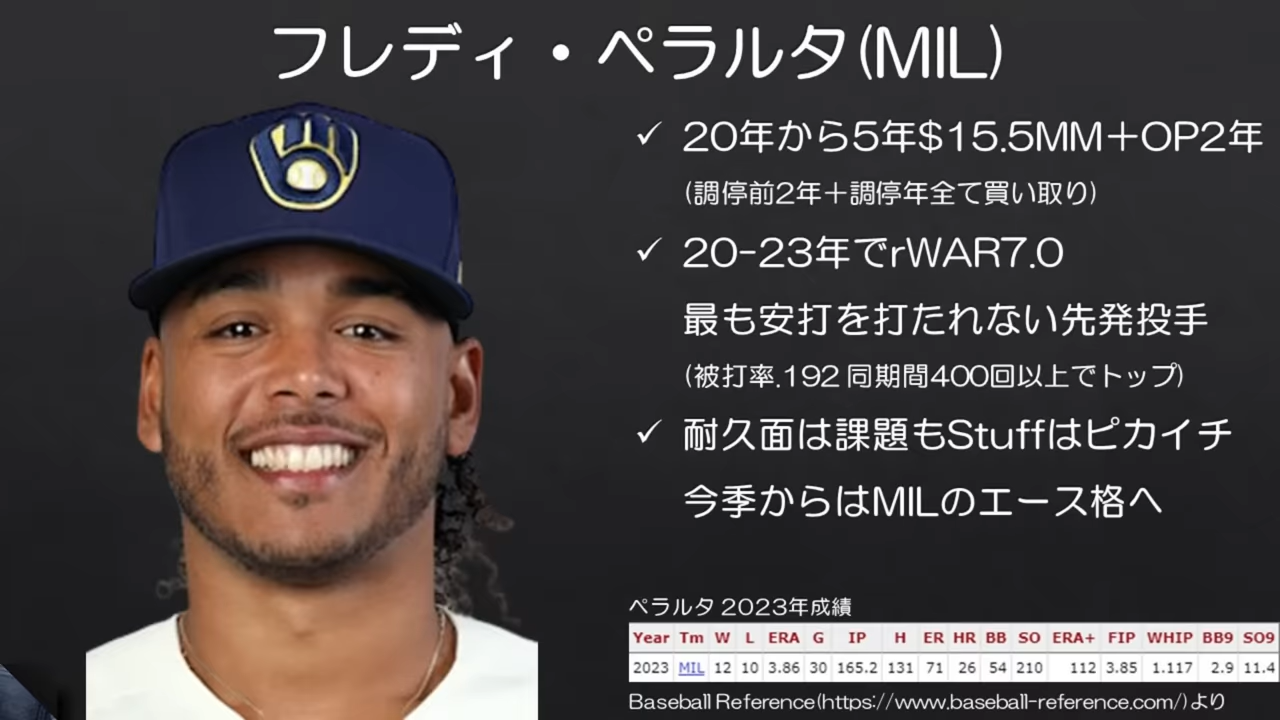 フレディ・ペラルタ(MIL)
✓ 20年から5年$15.5MM＋OP2年
(調停前2年＋調停年全て買い取り)
✓ 20-23年でrWAR7.0
最も安打を打たれない先発投手
(被打率.192 同期間400回以上でトップ)
✓ 耐久面は課題もStuffはピカイチ
今季からはMILのエース格へ
ペラルタ 2023年成績
Year Tm W L ERA G IP H ER HR BB SO ERA+ FIP WHIP BB9 SO9
2023 MIL 12 10 3.86 30 165.2 131 71 26 54 210 112 3.85 1.117 2.9 11.4
Baseball Reference(https://www.baseball-reference.com/)より